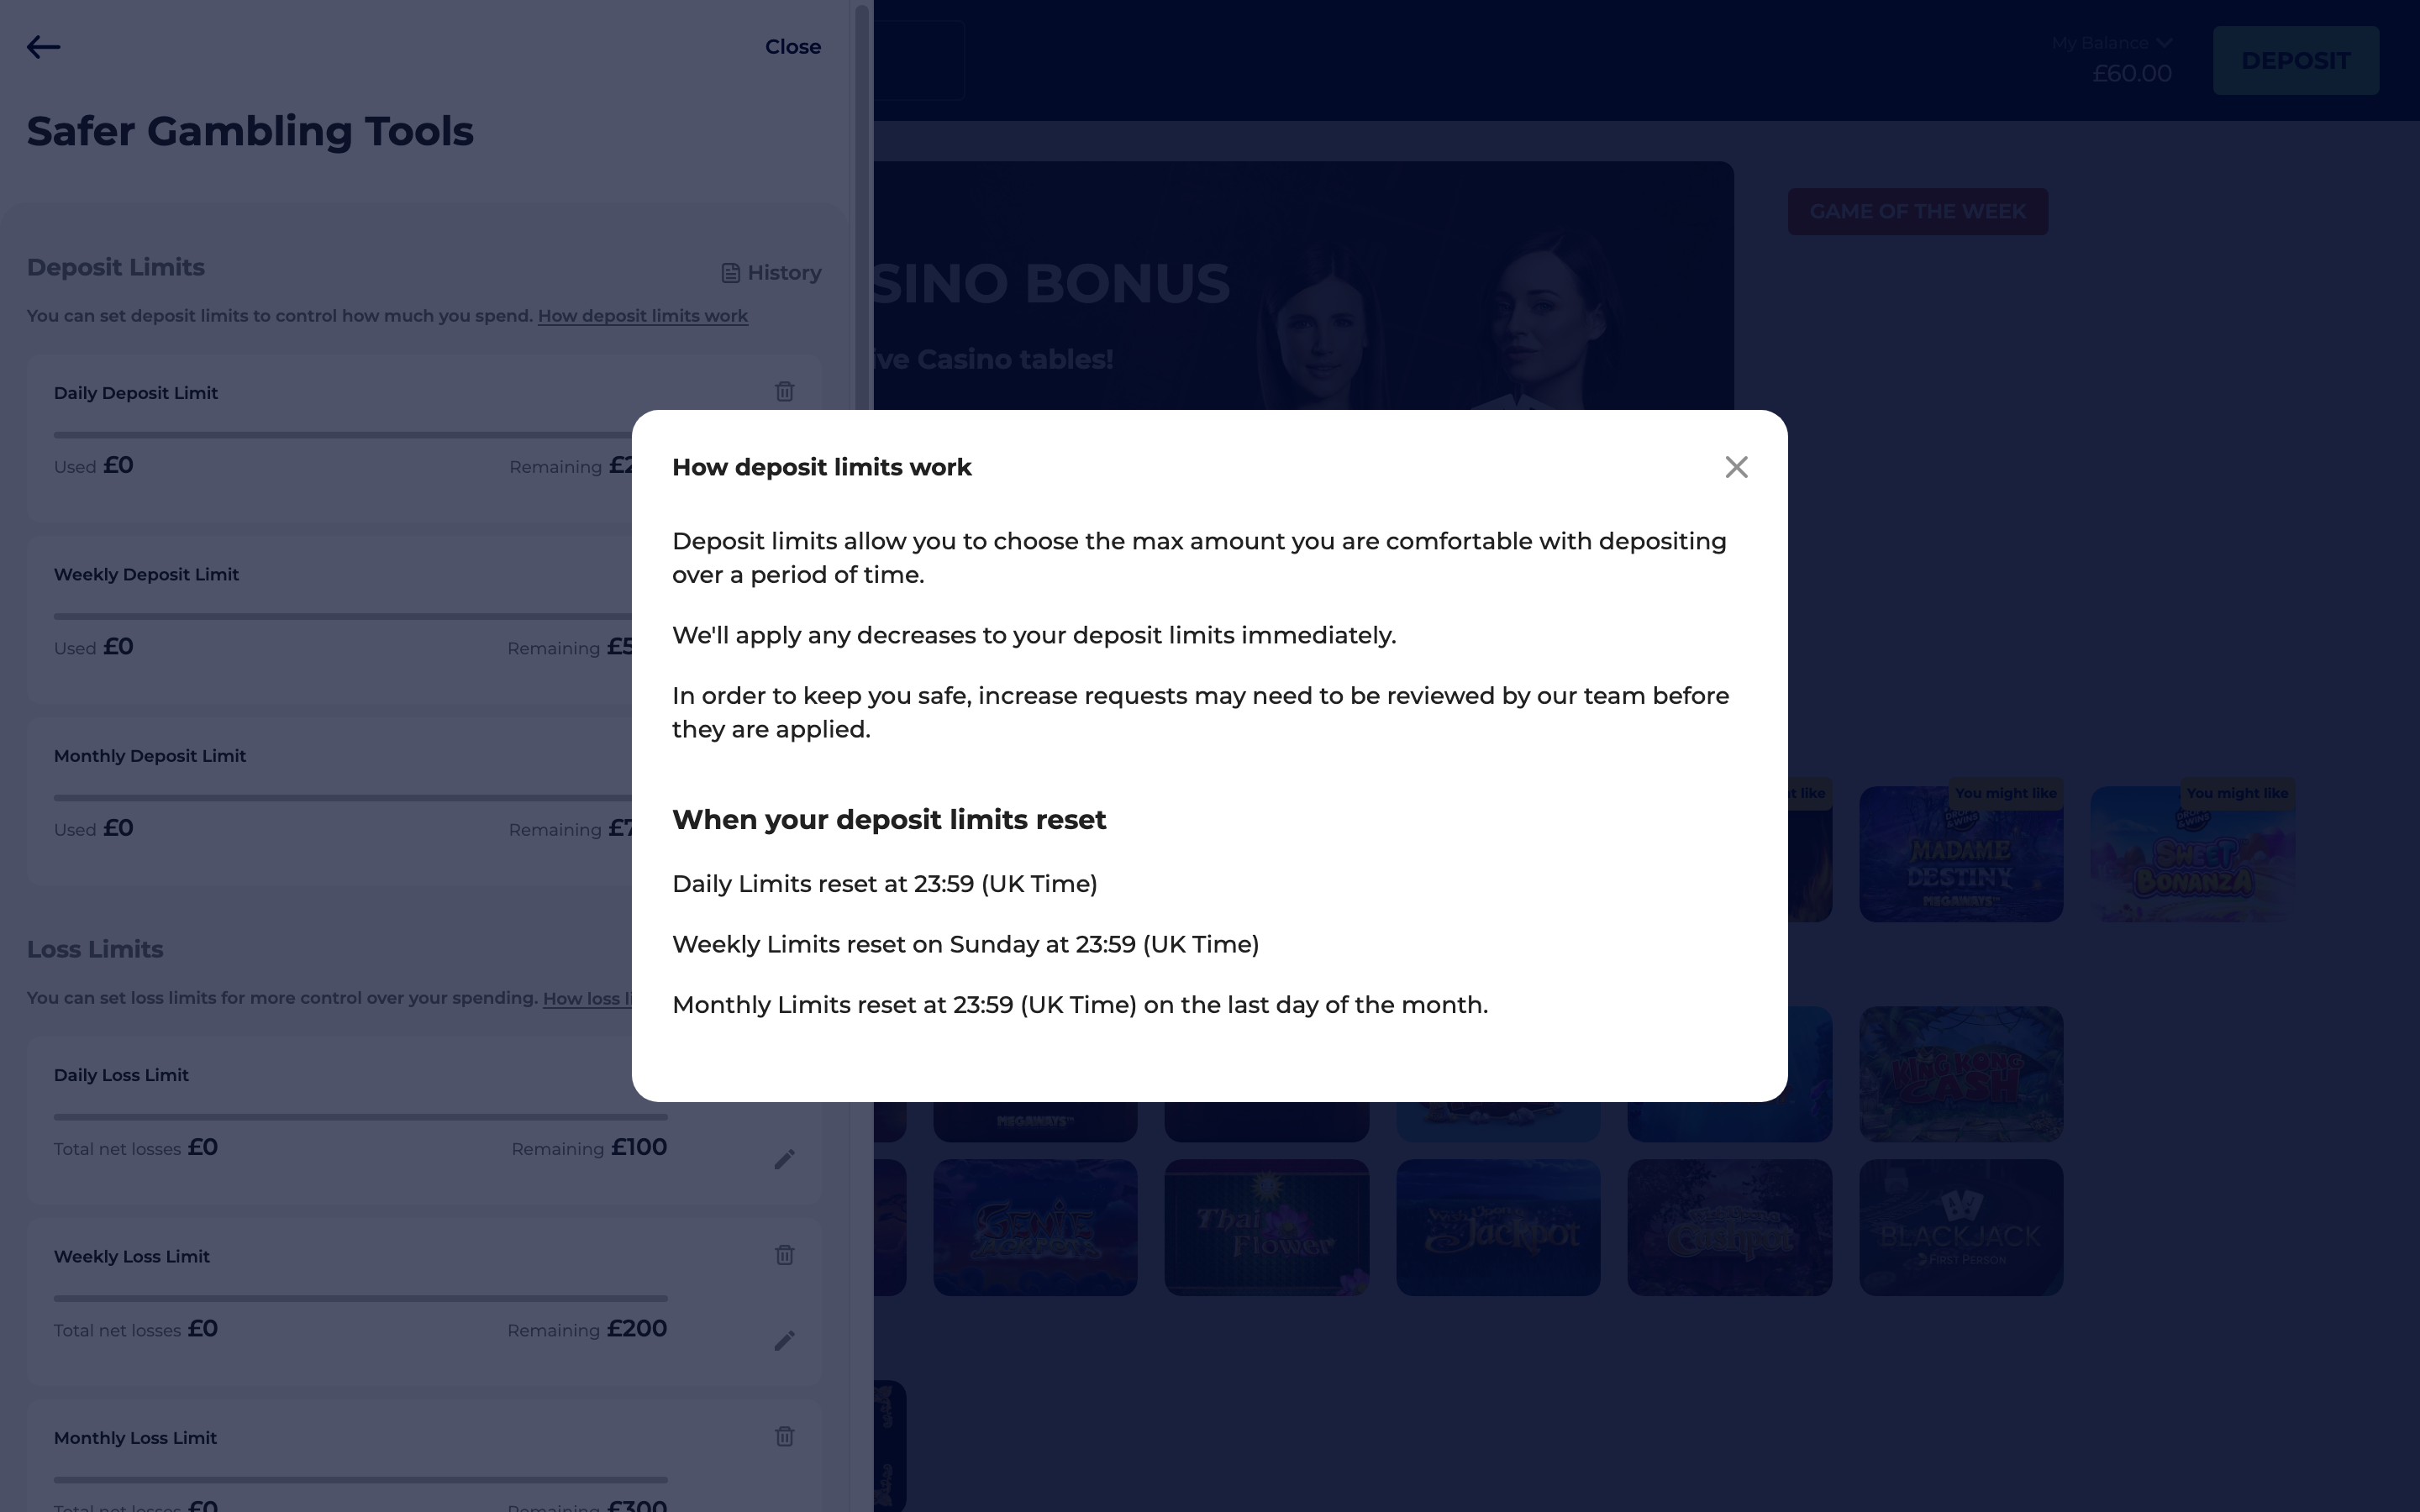 Close
My Balance
£60.00
DEPOSIT
Safer Gambling Tools
GAME OF THE WEEK
Deposit Limits
History
You can set deposit limits to control how much you spend. How deposit limits work
SINO BONUS
ive Casino tables!
Daily Deposit Limit
Used £0
Remaining £2
Weekly Deposit Limit
Used £0
Remaining £5
Monthly Deposit Limit
Used £0
Remaining £7
How deposit limits work
Deposit limits allow you to choose the max amount you are comfortable with depositing
over a period of time.
We'll apply any decreases to your deposit limits immediately.
In order to keep you safe, increase requests may need to be reviewed by our team before
they are applied.
When your deposit limits reset
Daily Limits reset at 23:59 (UK Time)
Weekly Limits reset on Sunday at 23:59 (UK Time)
Monthly Limits reset at 23:59 (UK Time) on the last day of the month.
t like
You might like
You might like
MADAME
DESTINY
MEGAWAYS™
SWEET
BONANZA
Loss Limits
You can set loss limits for more control over your spending. How loss li
Daily Loss Limit
Total net losses £0
Remaining £100
Weekly Loss Limit
Total net losses £0
Remaining £200
Monthly Loss Limit
Total net losses £0
Remaining £300
KING KONG
CASH
MEGAWAYS™
GENIE
JACKPOTS
Thai
Flower
Wish Upon a
Jackpot
Cashpot
BLACKJACK
FIRST PERSON